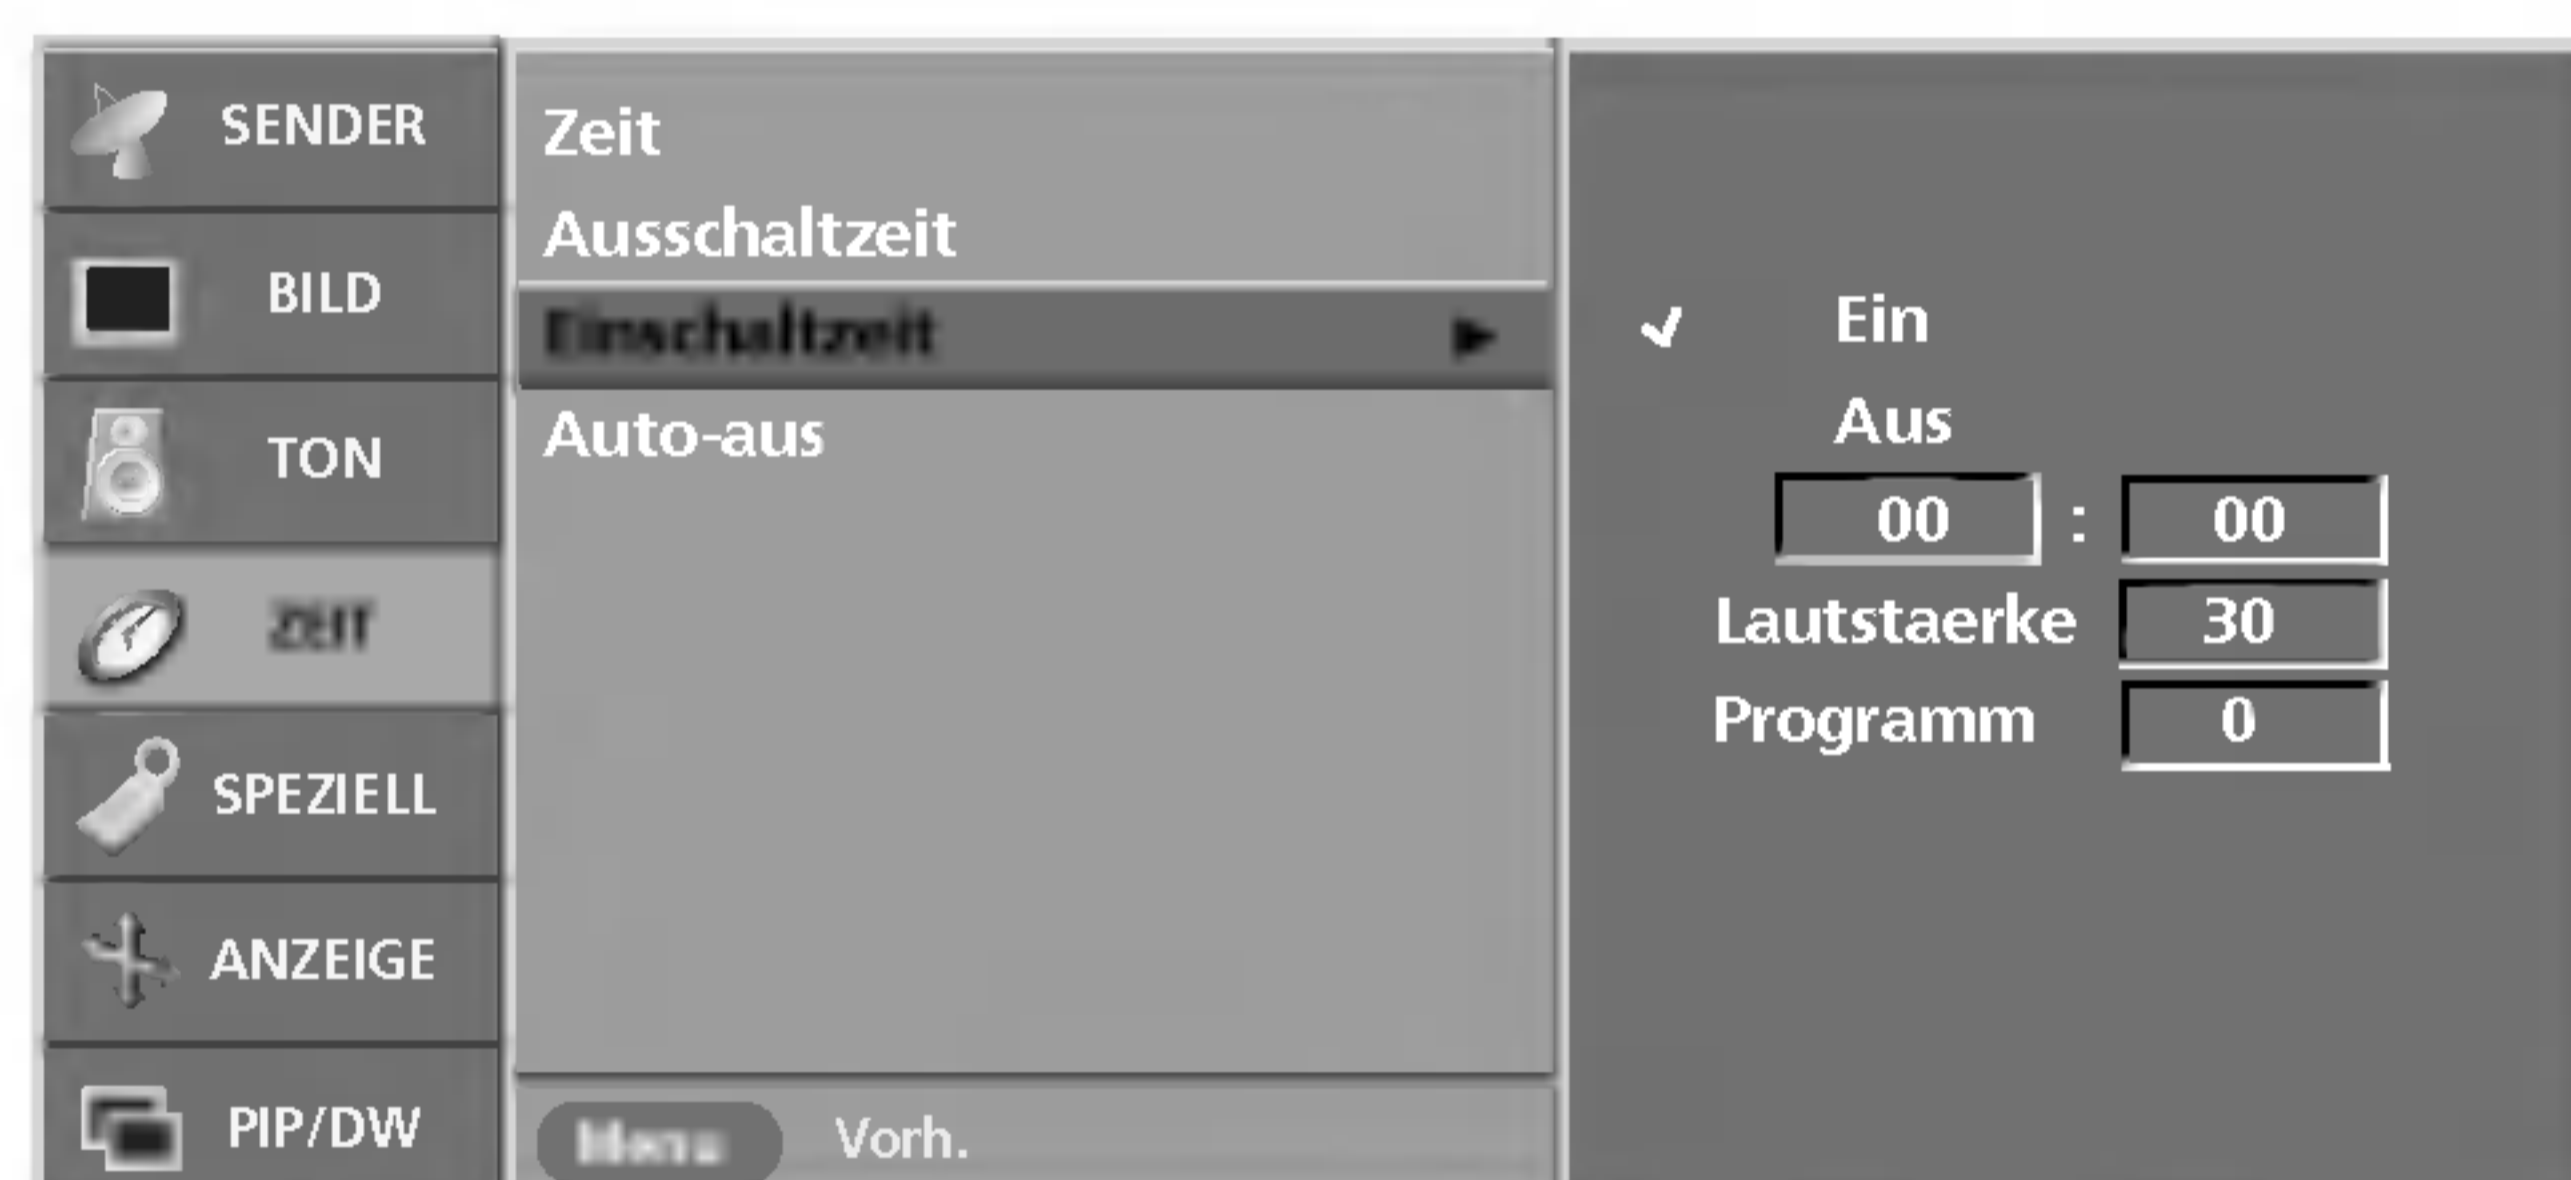 SENDER
BILD
TON
ZEIT
SPEZIELL
ANZEIGE
PIP/DW
Zeit
Ausschaltzeit
Einschaltzeit
Auto-aus
Menu Vorh.
Ein
Aus
00 : 00
Lautstaerke 30
Programm 0